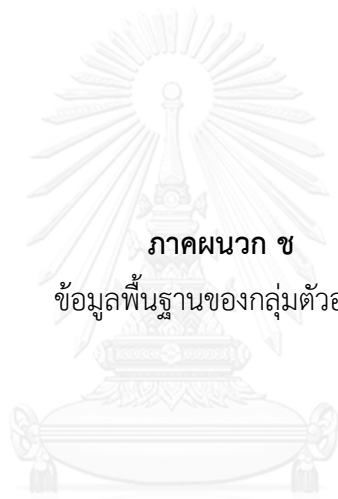 ภาคผนวก ช
ข้อมูลพื้นฐานของกลุ่มตัวอ